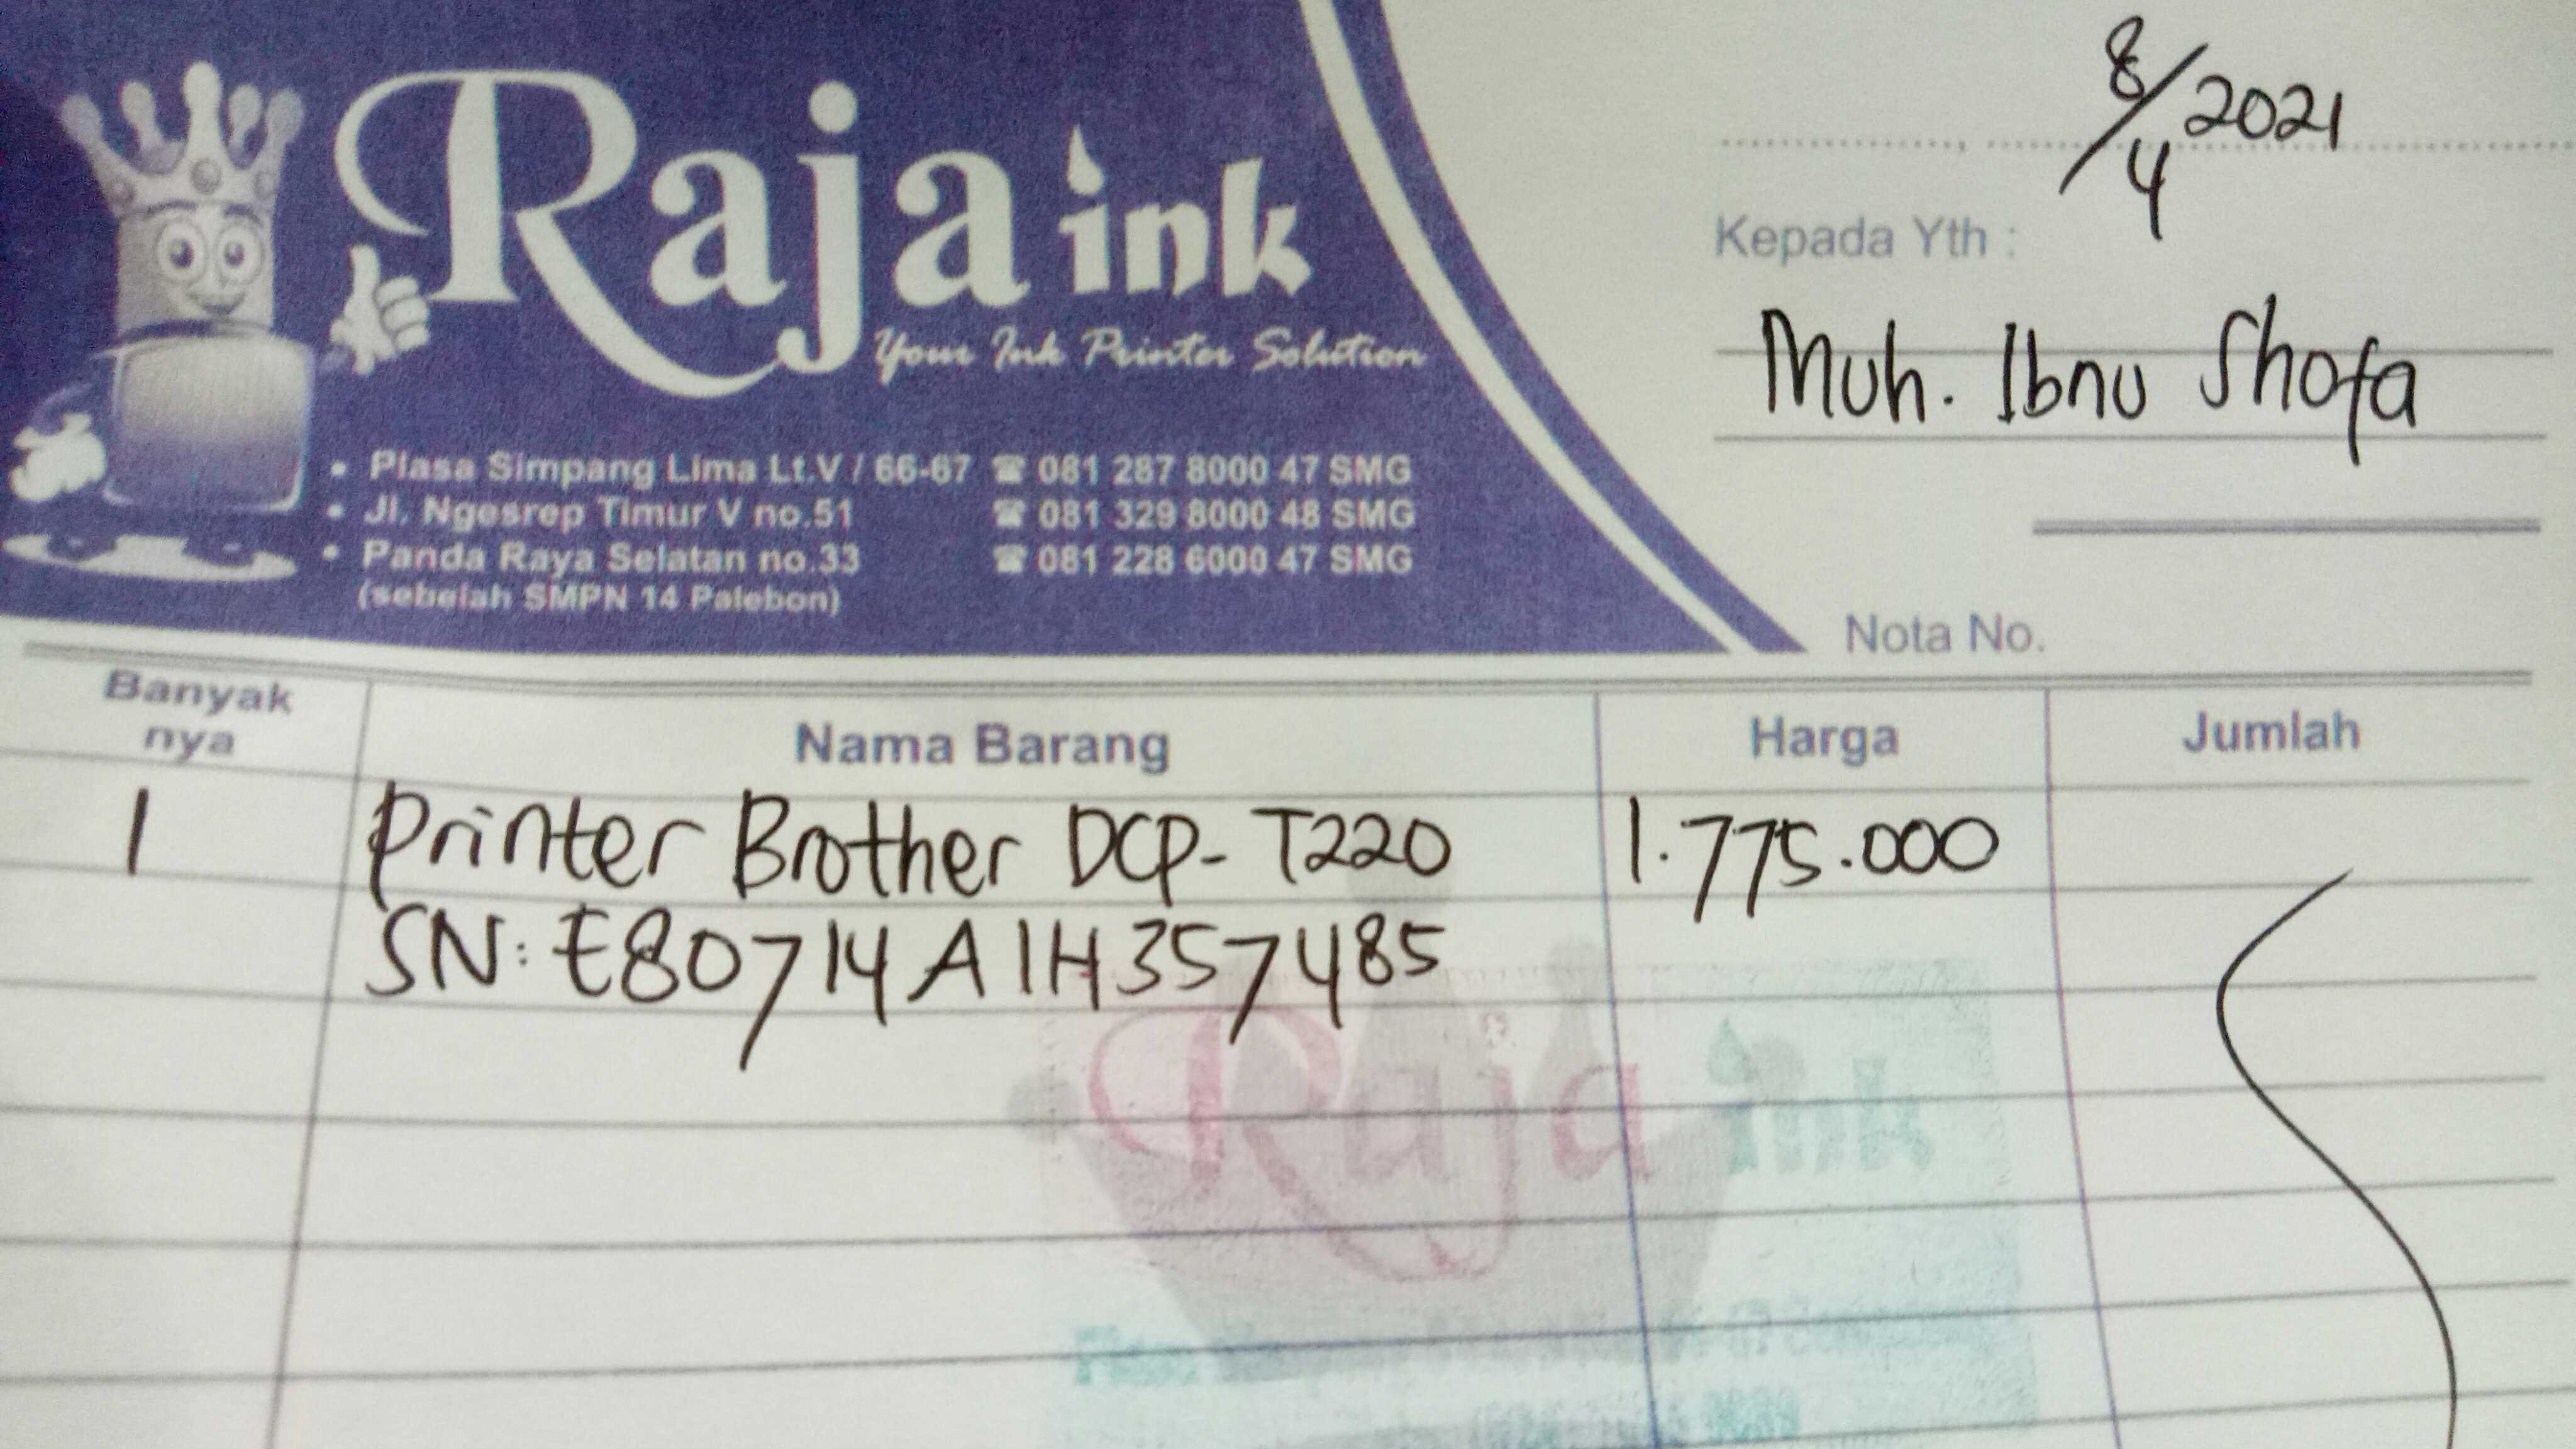 Raja ink
Your Ink Printer Solution
• Plasa Simpang Lima Lt.V / 66-67 ☎ 081 287 8000 47 SMG
• Jl. Ngesrep Timur V no.51 ☎ 081 329 8000 48 SMG
• Panda Raya Selatan no.33 ☎ 081 228 6000 47 SMG
(sebelah SMPN 14 Palebon)
8/4 2021
Kepada Yth :
Muh. Ibnu Shofa
Nota No.
Banyak nya Nama Barang Harga Jumlah
1 Printer Brother DCP-T220 1.775.000
SN: E80714A1H357485
Raja ink